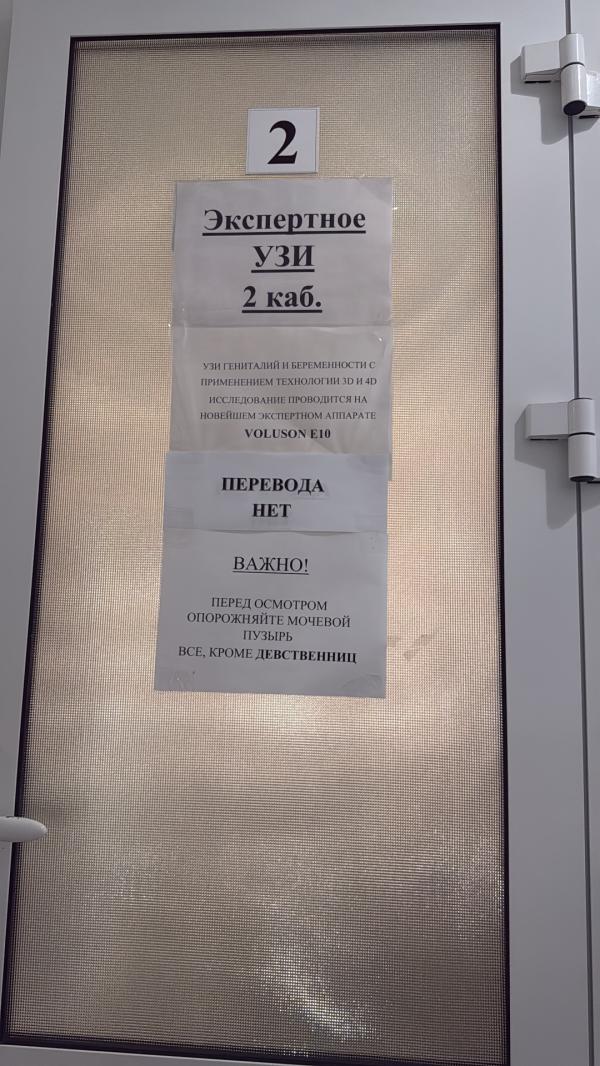 2
Экспертное
УЗИ
2 каб.
УЗИ ГЕНИТАЛИЙ И БЕРЕМЕННОСТИ С
ПРИМЕНЕНИЕМ ТЕХНОЛОГИИ 3D И 4D
ИССЛЕДОВАНИЕ ПРОВОДИТСЯ НА
НОВЕЙШЕМ ЭКСПЕРТНОМ АППАРАТЕ
VOLUSON E10
ПЕРЕВОДА
НЕТ
ВАЖНО!
ПЕРЕД ОСМОТРОМ
ОПОРОЖНЯЙТЕ МОЧЕВОЙ
ПУЗЫРЬ
ВСЕ, КРОМЕ ДЕВСТВЕННИЦ